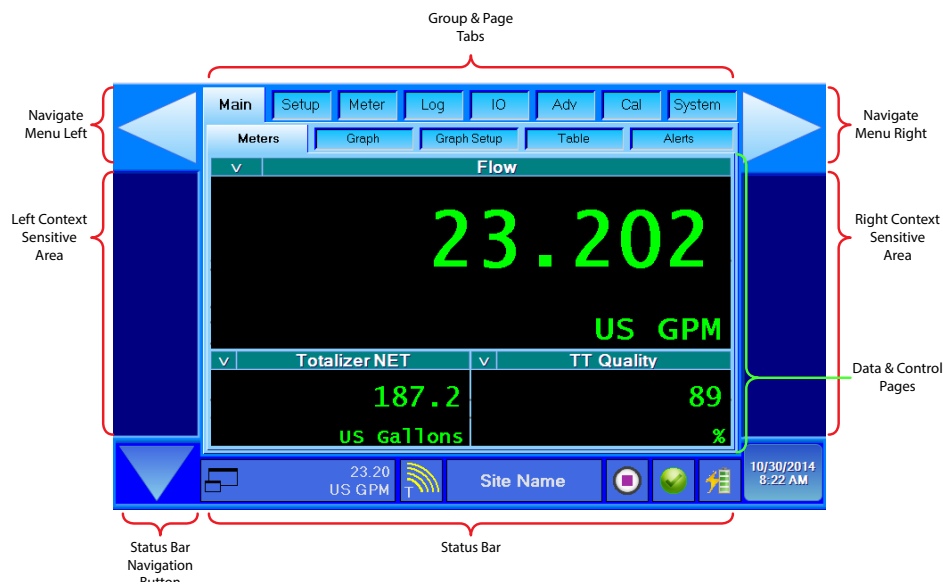 Group & Page
Tabs
Navigate
Menu Left
Main Setup Meter Log IO Adv Cal System
Navigate
Menu Right
Meters Graph Graph Setup Table Alerts
v Flow
23.202
US GPM
Left Context
Sensitive
Area
Right Context
Sensitive
Area
v Totalizer NET
187.2
US Gallons
v TT Quality
89
%
Data & Control
Pages
23.20
US GPM
T
Site Name
10/30/2014
8:22 AM
Status Bar
Navigation
Button
Status Bar